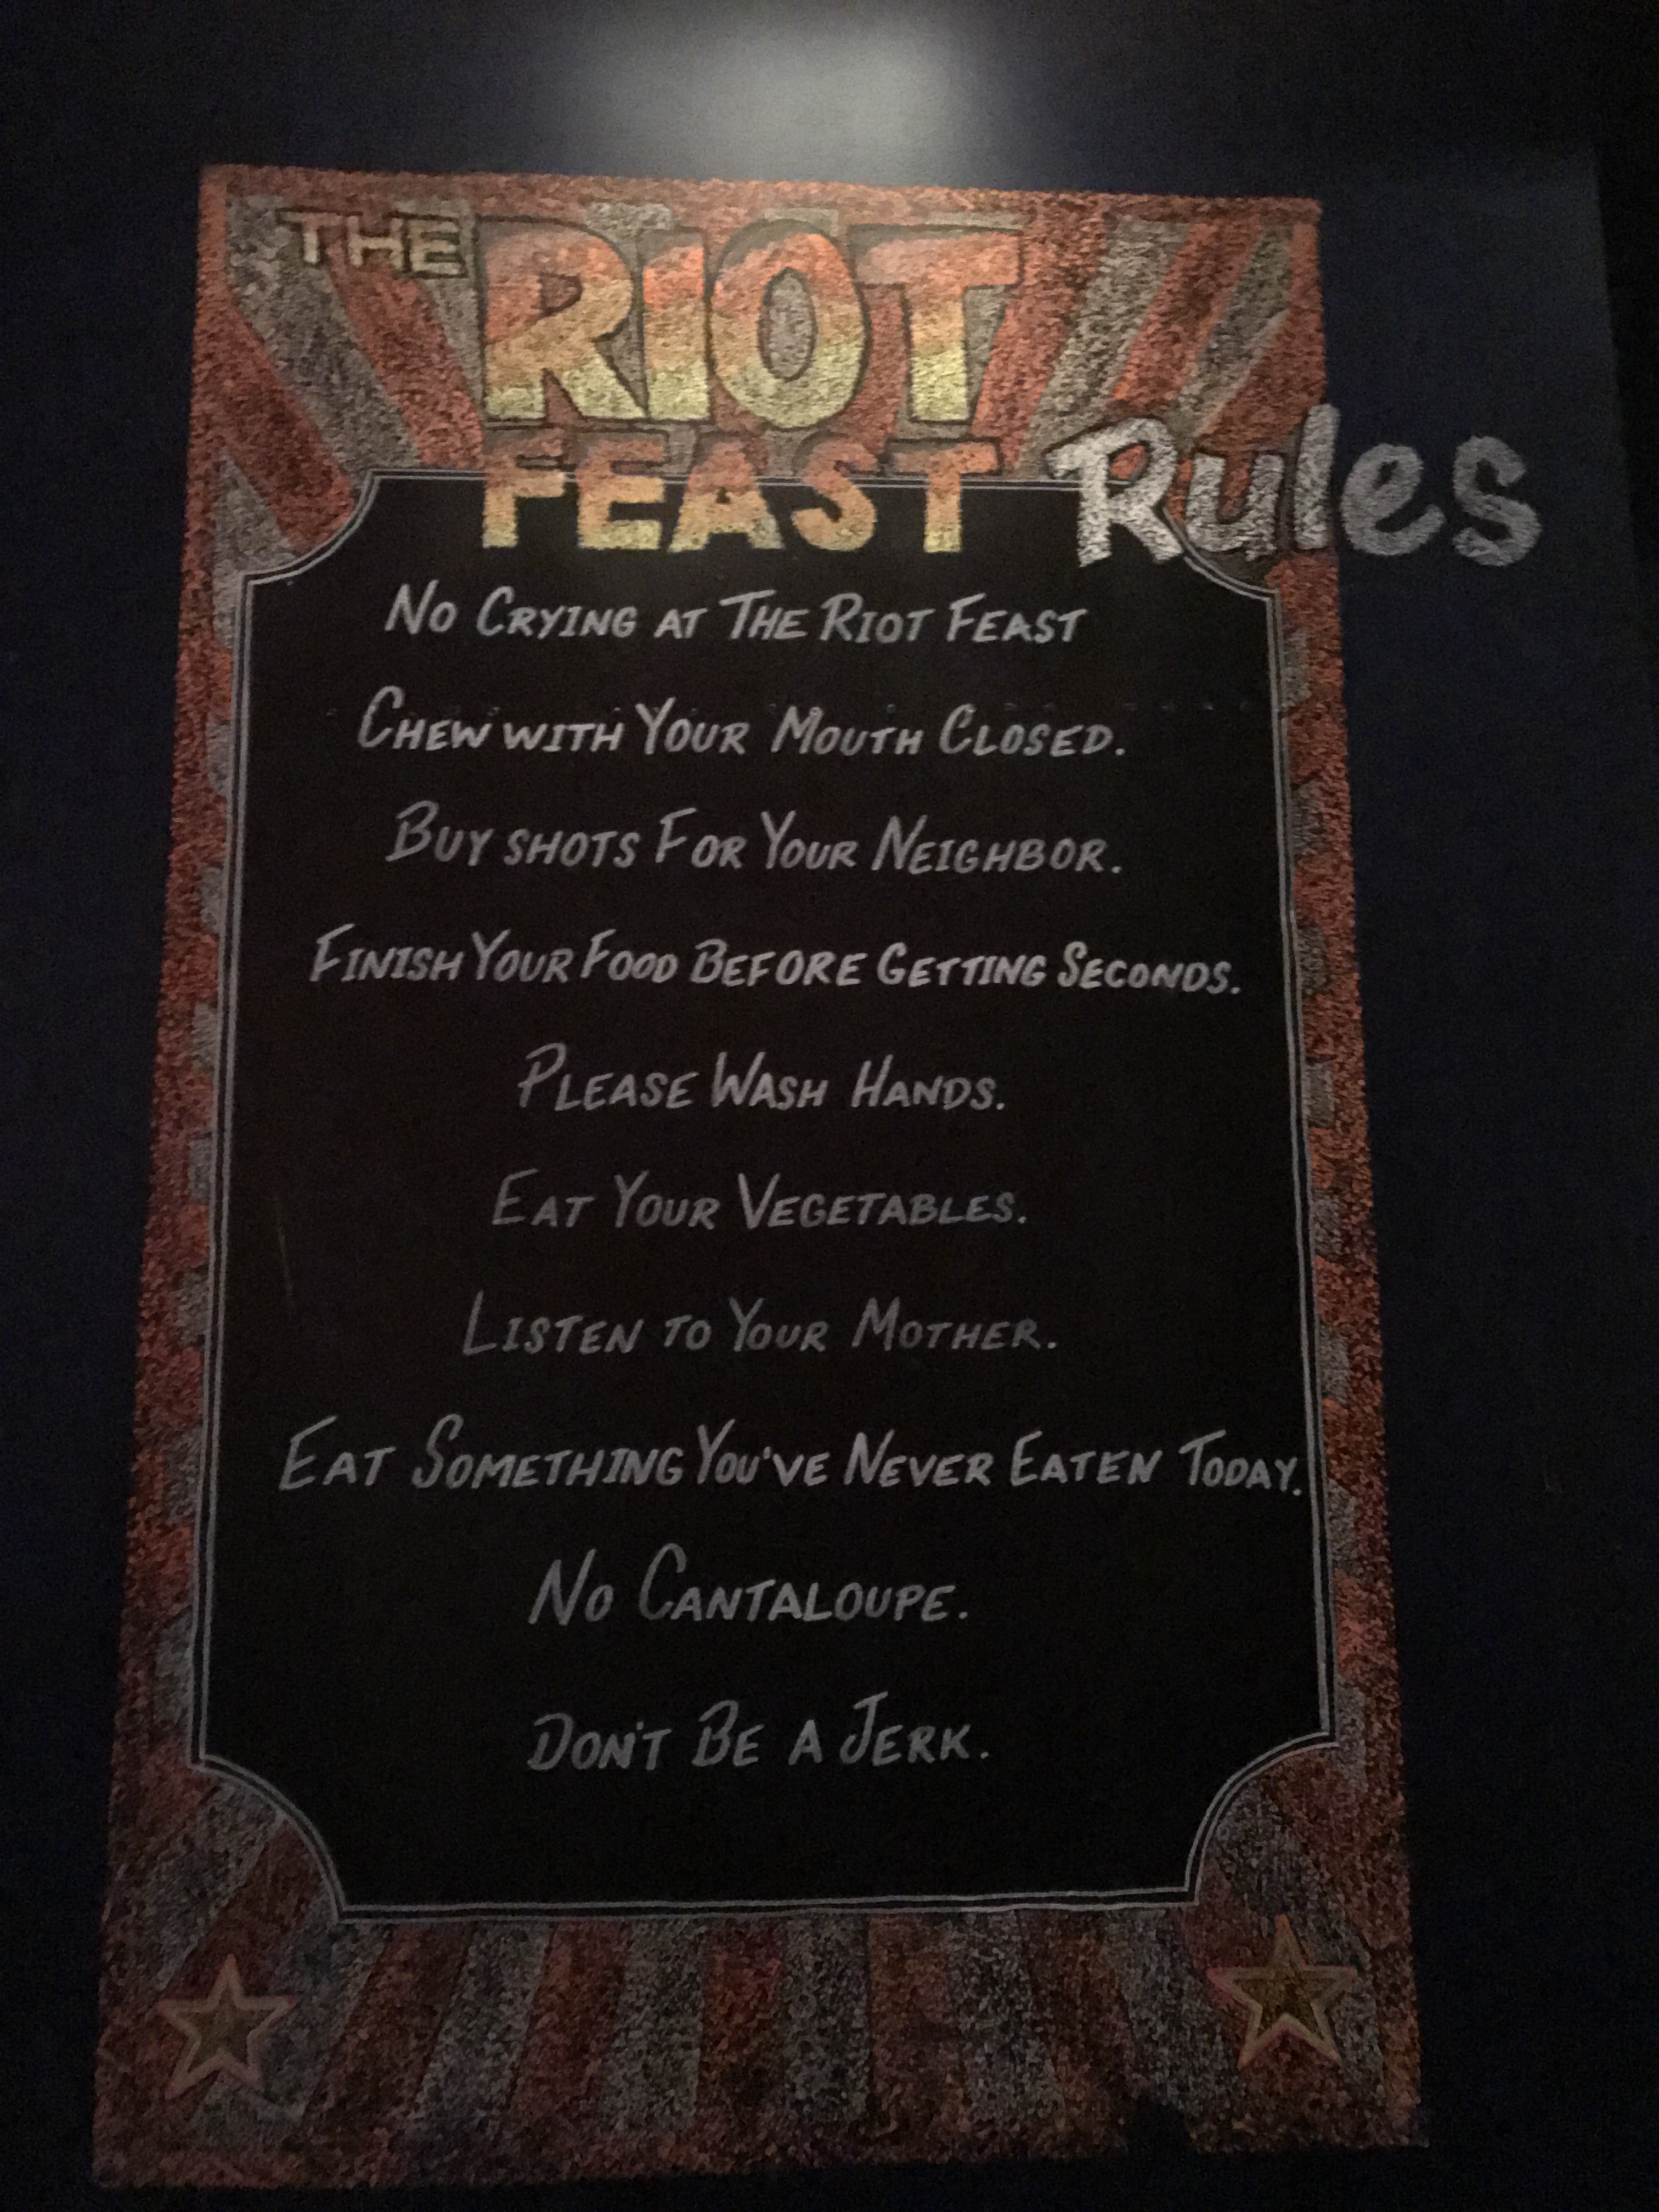 THE RIOT
FEAST Rules
NO CRYING AT THE RIOT FEAST
CHEW WITH YOUR MOUTH CLOSED.
BUY SHOTS FOR YOUR NEIGHBOR.
FINISH YOUR FOOD BEFORE GETTING SECONDS.
PLEASE WASH HANDS.
EAT YOUR VEGETABLES.
LISTEN TO YOUR MOTHER.
EAT SOMETHING YOU'VE NEVER EATEN TODAY.
NO CANTALOUPE.
DON'T BE A JERK.